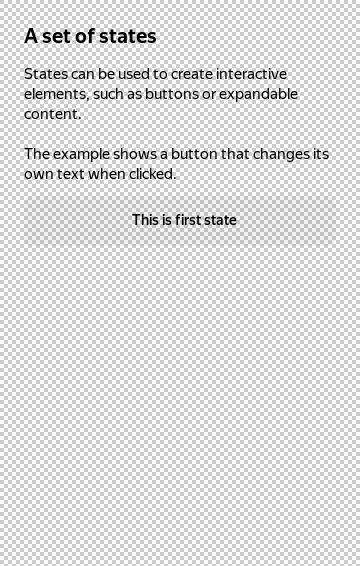 A set of states
States can be used to create interactive
elements, such as buttons or expandable
content.
The example shows a button that changes its
own text when clicked.
This is first state